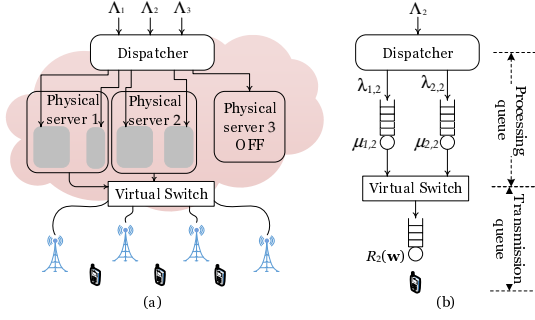 Λ1 Λ2 Λ3
Dispatcher
Physical server 1
Physical server 2
Physical server 3 OFF
Virtual Switch
(a)
Λ2
Dispatcher
λ1,2 λ2,2
μ1,2 μ2,2
Virtual Switch
R2(w)
(b)
Processing queue
Transmission queue